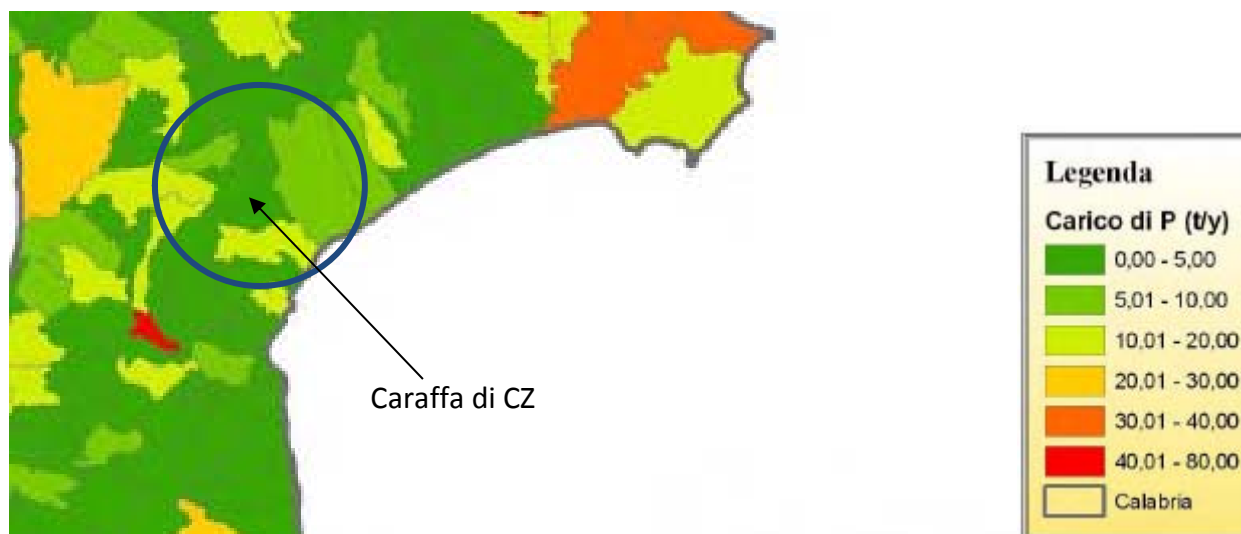 Caraffa di CZ
Legenda
Carico di P (t/y)
0,00 - 5,00
5,01 - 10,00
10,01 - 20,00
20,01 - 30,00
30,01 - 40,00
40,01 - 80,00
Calabria